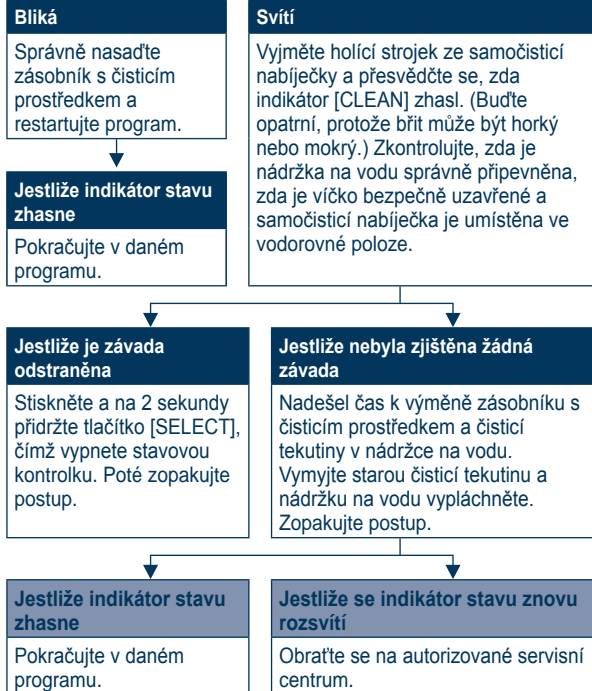 Bliká
Správně nasaďte
zásobník s čisticím
prostředkem a
restartujte program.
Jestliže indikátor stavu
zhasne
Pokračujte v daném
programu.
Svítí
Vyjměte holící strojek ze samočisticí
nabíječky a přesvědčte se, zda
indikátor [CLEAN] zhasl. (Buďte
opatrní, protože břit může být horký
nebo mokrý.) Zkontrolujte, zda je
nádržka na vodu správně připevněna,
zda je víčko bezpečně uzavřené a
samočisticí nabíječka je umístěna ve
vodorovné poloze.
Jestliže je závada
odstraněna
Stiskněte a na 2 sekundy
přidržte tlačítko [SELECT],
čímž vypnete stavovou
kontrolku. Poté zopakujte
postup.
Jestliže nebyla zjištěna žádná
závada
Nadešel čas k výměně zásobníku s
čisticím prostředkem a čisticí
tekutiny v nádržce na vodu.
Vymyjte starou čisticí tekutinu a
nádržku na vodu vypláchněte.
Zopakujte postup.
Jestliže indikátor stavu
zhasne
Pokračujte v daném
programu.
Jestliže se indikátor stavu znovu
rozsvítí
Obraťte se na autorizované servisní
centrum.